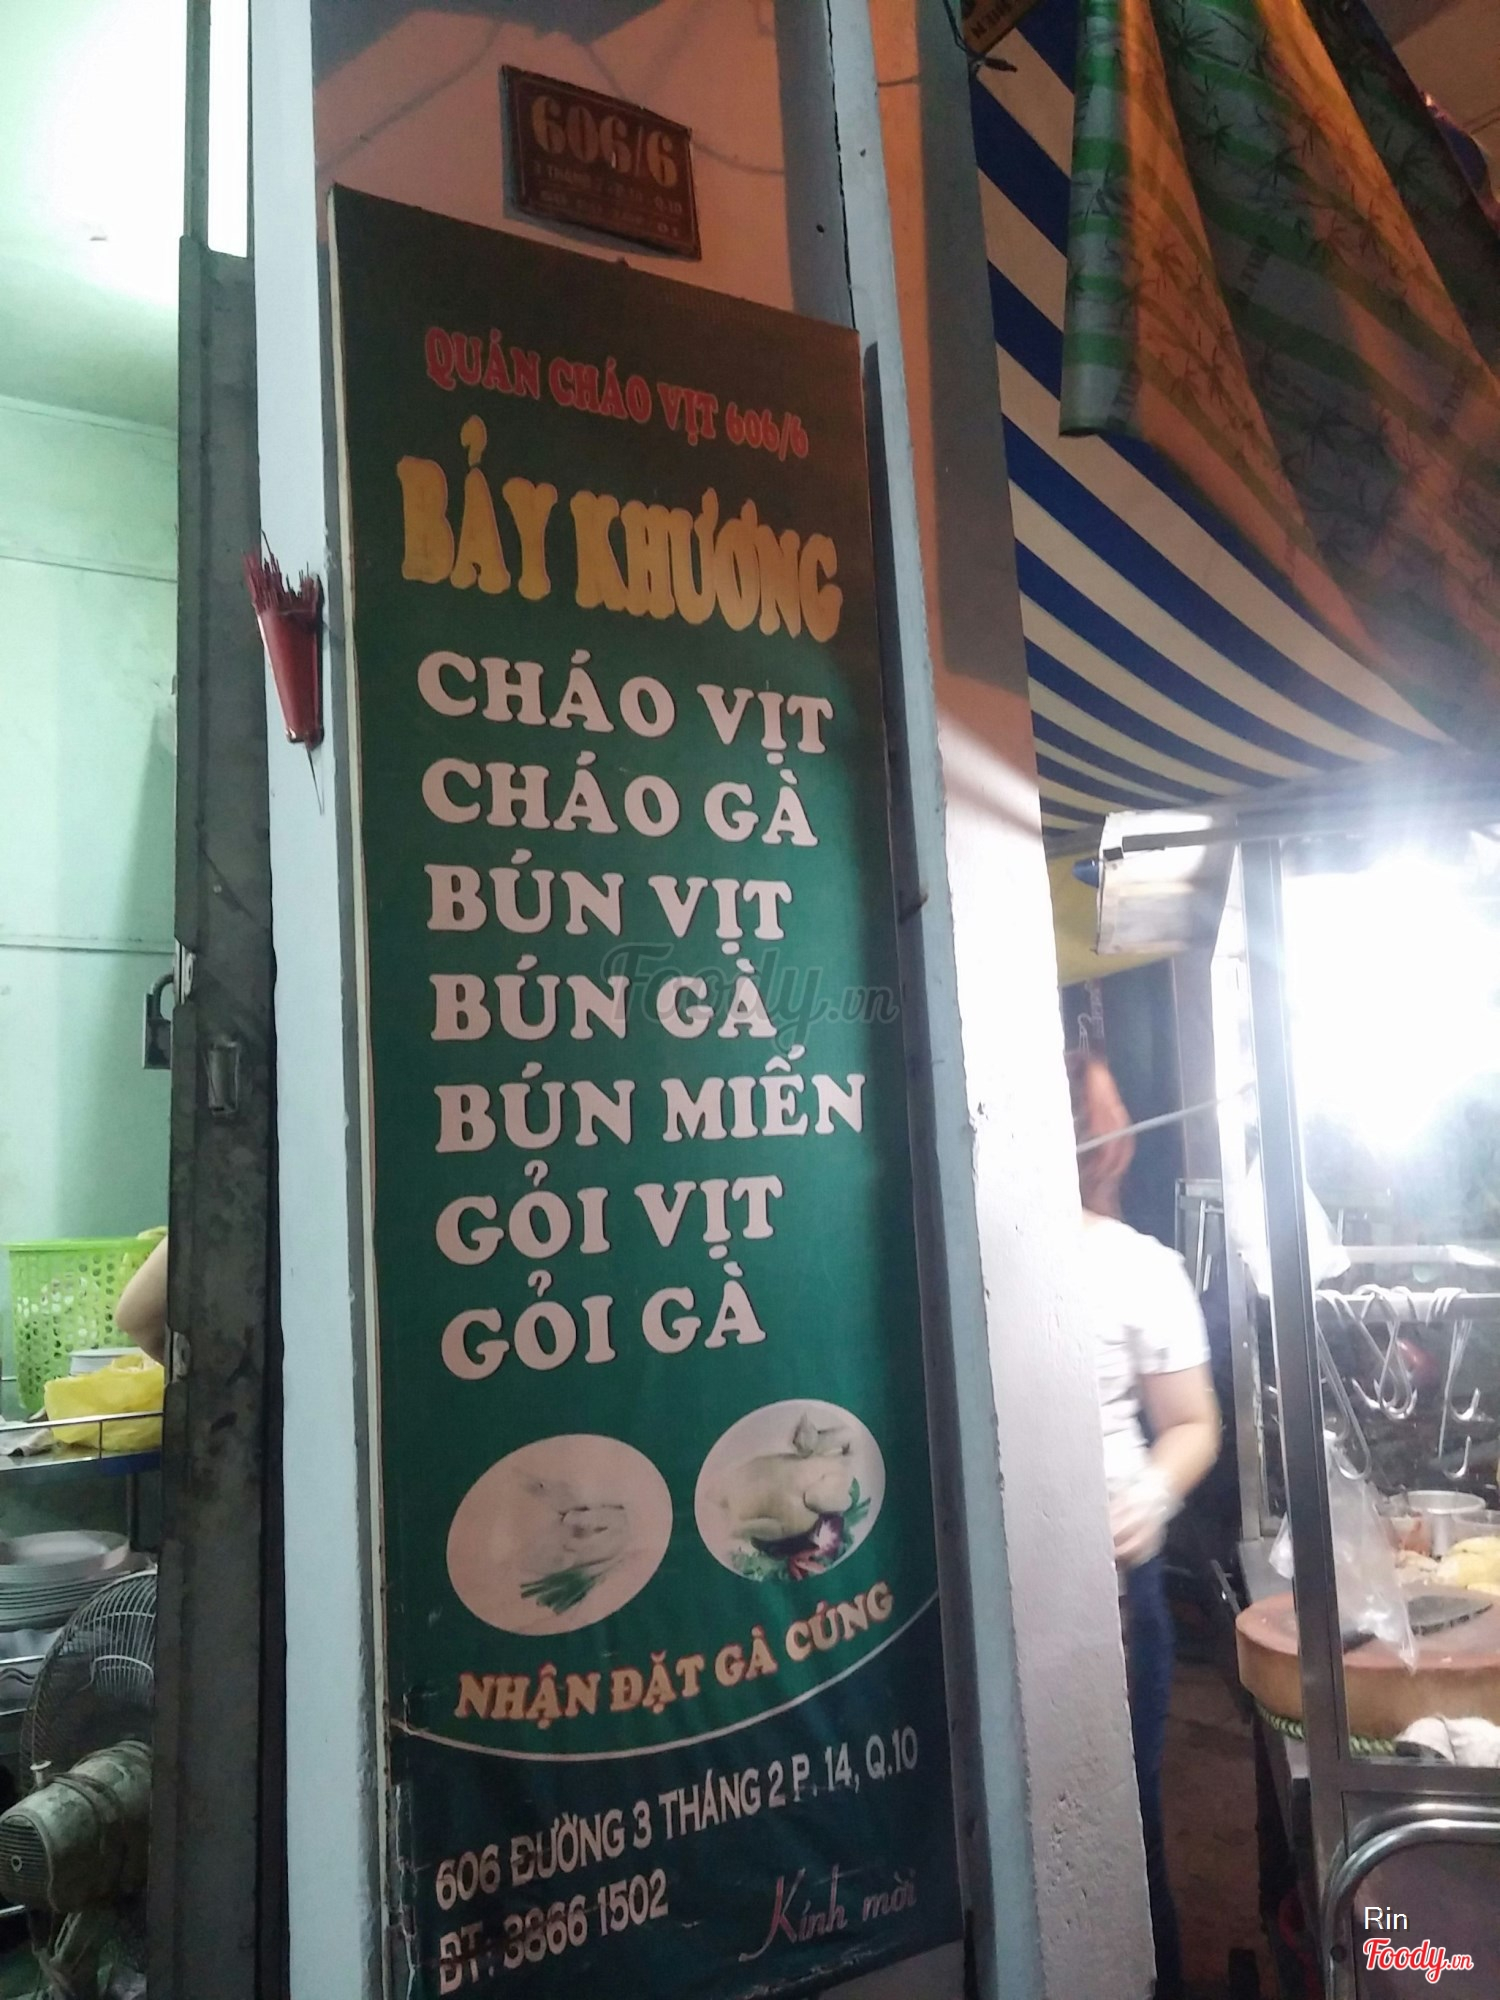 606/6
QUÁN CHÁO VỊT 606/6
BẢY KHƯƠNG
CHÁO VỊT
CHÁO GÀ
BÚN VỊT
BÚN GÀ
BÚN MIẾN
GỎI VỊT
GỎI GÀ
NHẬN ĐẶT GÀ CÚNG
606 ĐƯỜNG 3 THÁNG 2 P. 14, Q.10
ĐT: 3866 1502
Kính mời
Foody.vn
Rin
Foody.vn